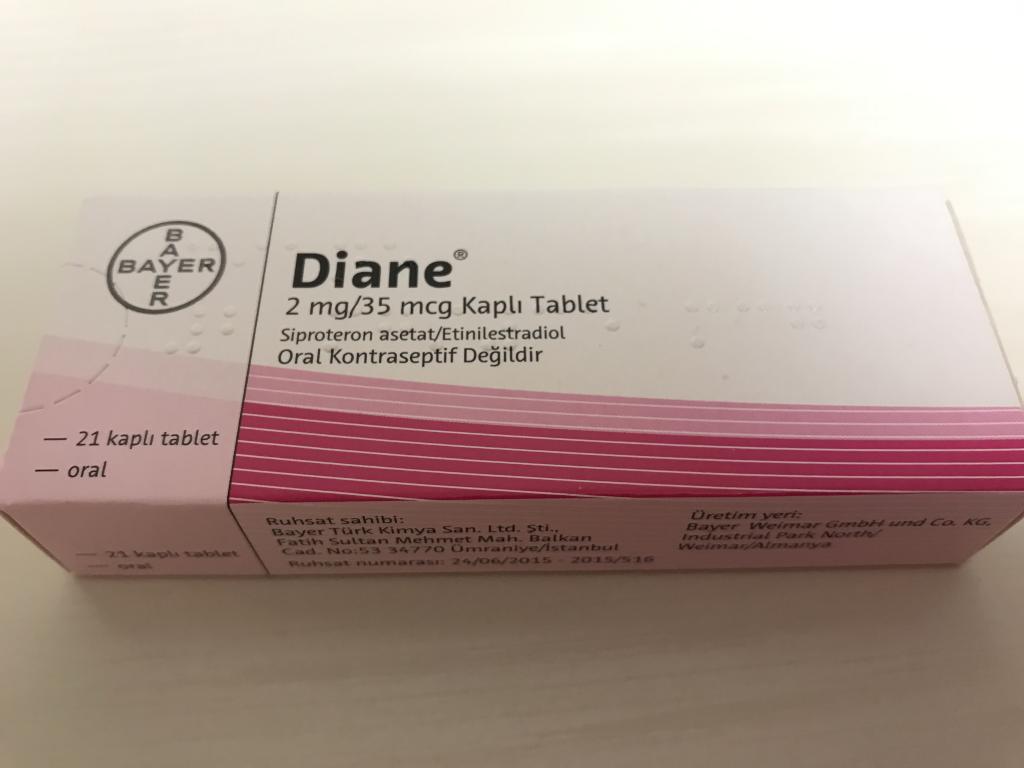 BAYER
BAYER
Diane®
2 mg/35 mcg Kaplı Tablet
Siproteron asetat/Etinilestradiol
Oral Kontraseptif Değildir
— 21 kaplı tablet
— oral
— 21 kaplı tablet
— oral
Ruhsat sahibi:
Bayer Türk Kimya San. Ltd. Şti.,
Fatih Sultan Mehmet Mah. Balkan
Cad. No:53 34770 Ümraniye/İstanbul
Ruhsat numarası: 24/06/2015 - 2015/516
Üretim yeri:
Bayer Weimar GmbH und Co. KG,
Industrial Park North/
Weimar/Almanya